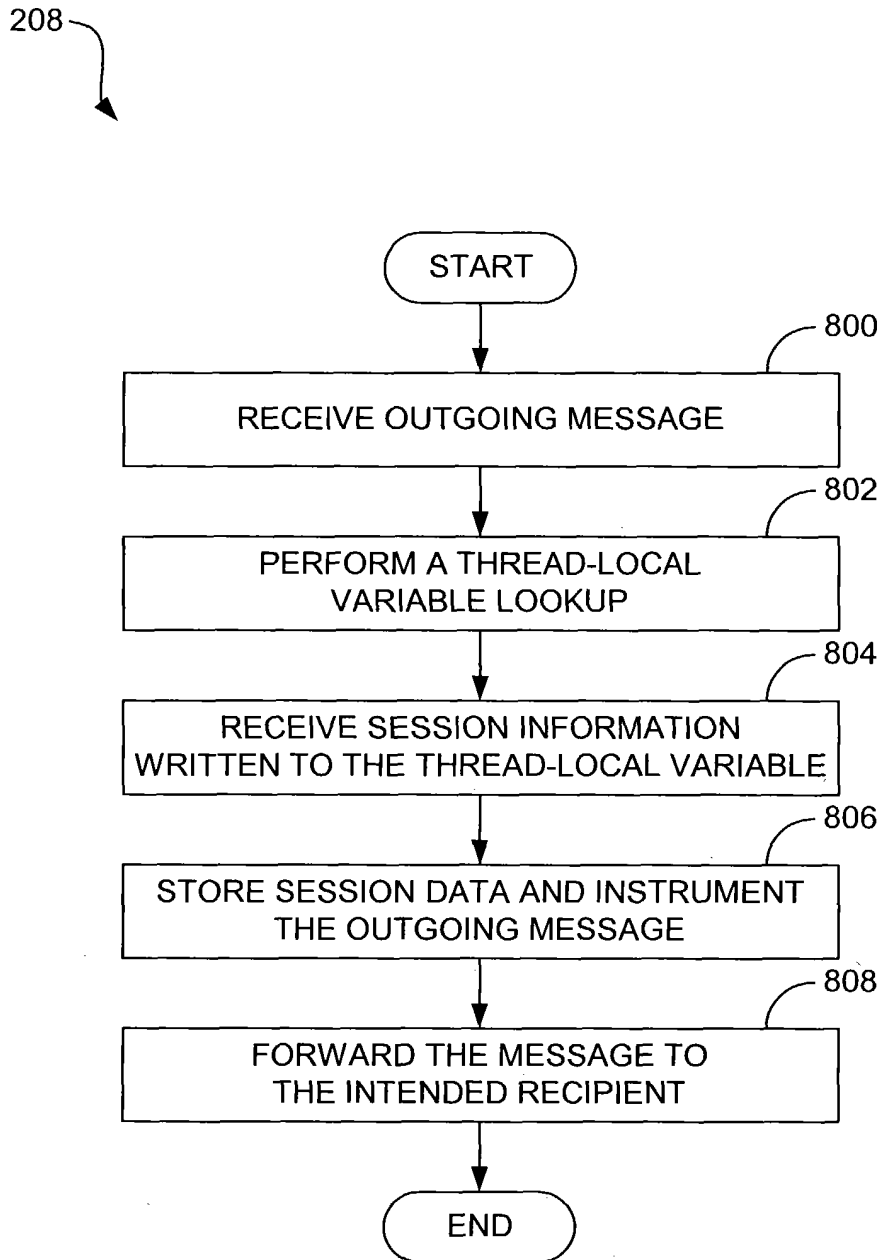 208
START
800
RECEIVE OUTGOING MESSAGE
802
PERFORM A THREAD-LOCAL
VARIABLE LOOKUP
804
RECEIVE SESSION INFORMATION
WRITTEN TO THE THREAD-LOCAL VARIABLE
806
STORE SESSION DATA AND INSTRUMENT
THE OUTGOING MESSAGE
808
FORWARD THE MESSAGE TO
THE INTENDED RECIPIENT
END